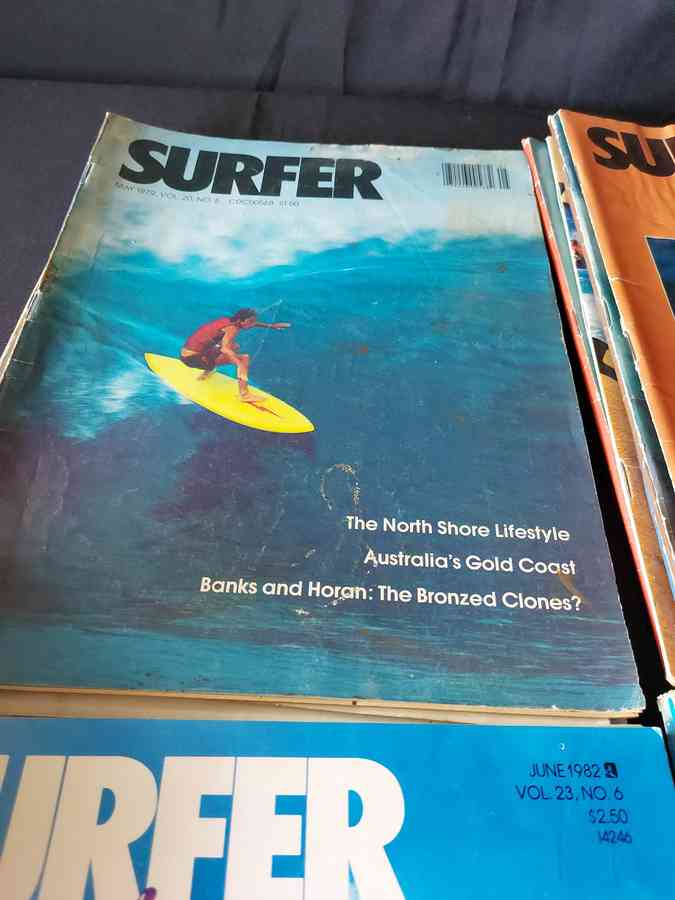 SURFER
MAY 1979, VOL. 20, NO. 5
The North Shore Lifestyle
Australia's Gold Coast
Banks and Horan: The Bronzed Clones?
SU
URFER
JUNE 1982
VOL. 23, NO. 6
$2.50
14246